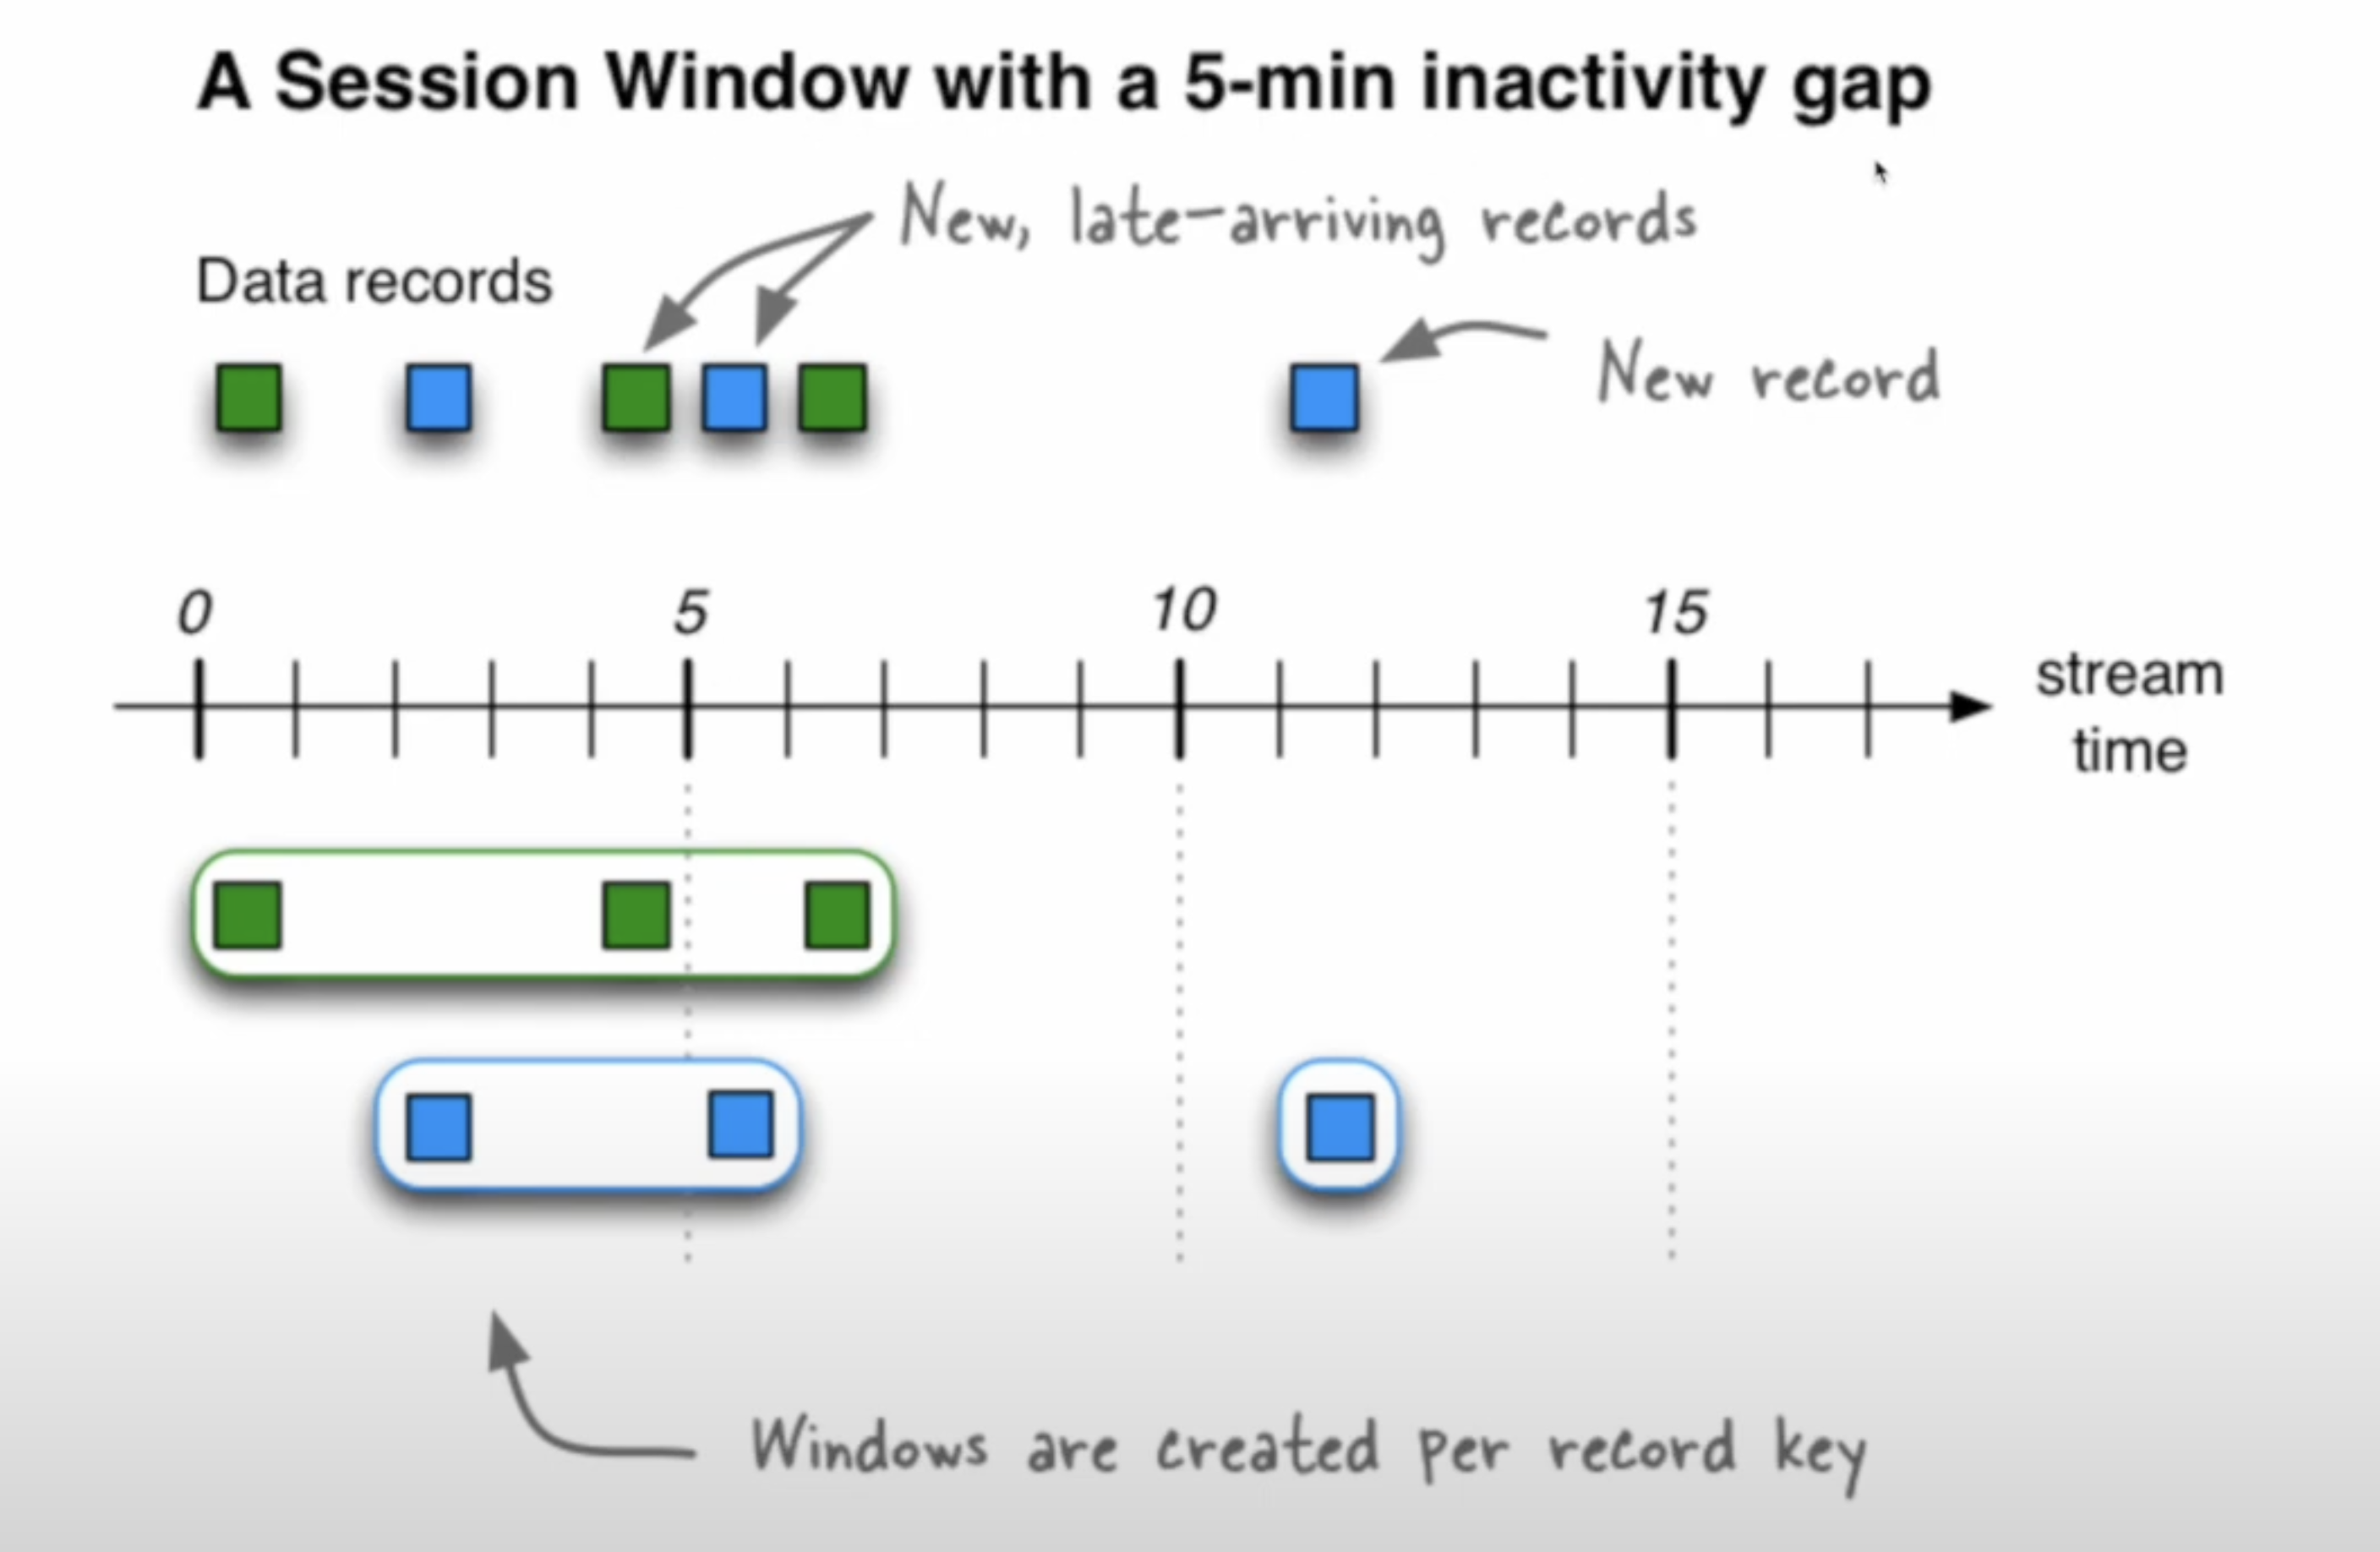 A Session Window with a 5-min inactivity gap
New, late-arriving records
Data records
New record
0 5 10 15
stream
time
Windows are created per record key